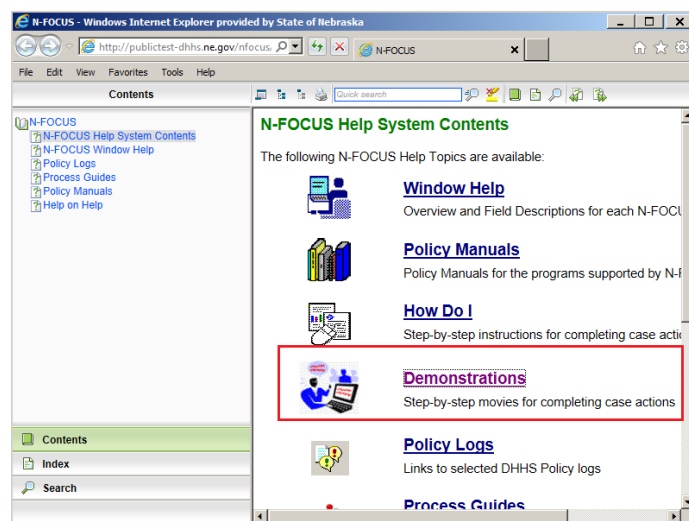 N-FOCUS - Windows Internet Explorer provided by State of Nebraska
http://publictest-dhhs.ne.gov/nfocus,
N-FOCUS
File Edit View Favorites Tools Help
Contents
Quick search
N-FOCUS
N-FOCUS Help System Contents
N-FOCUS Window Help
Policy Logs
Process Guides
Policy Manuals
Help on Help
Contents
Index
Search
N-FOCUS Help System Contents
The following N-FOCUS Help Topics are available:
Window Help
Overview and Field Descriptions for each N-FOCU
Policy Manuals
Policy Manuals for the programs supported by N-F
How Do I
Step-by-step instructions for completing case actio
Demonstrations
Step-by-step movies for completing case actions
Policy Logs
Links to selected DHHS Policy logs
Process Guides